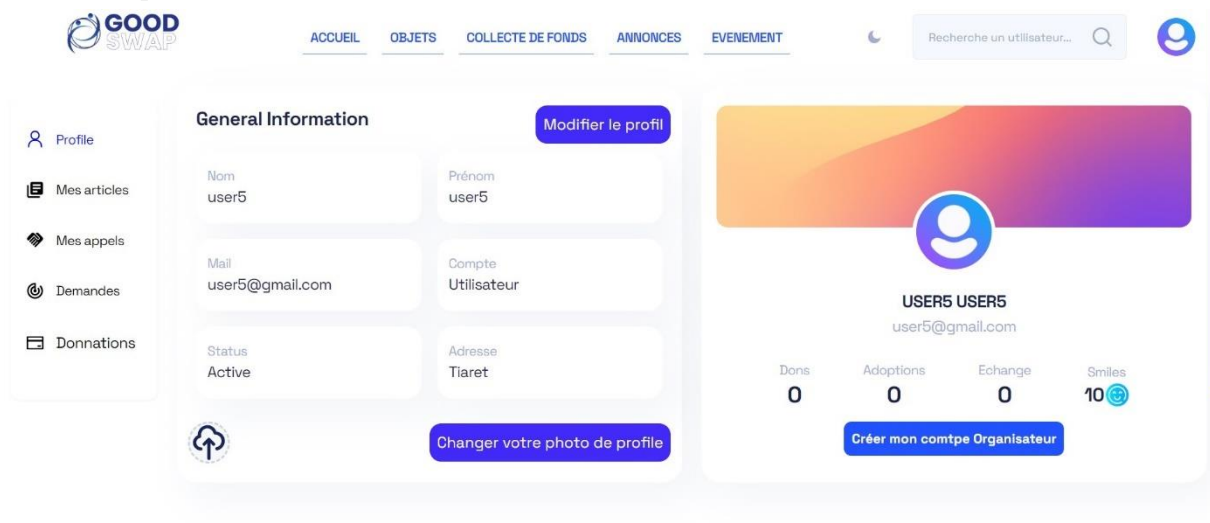 GOOD
SWAP
ACCUEIL OBJETS COLLECTE DE FONDS ANNONCES EVENEMENT
Recherche un utilisateur...
Profile
Mes articles
Mes appels
Demandes
Donnations
General Information
Modifier le profil
Nom
user5
Prénom
user5
Mail
user5@gmail.com
Compte
Utilisateur
Status
Active
Adresse
Tiaret
Changer votre photo de profile
USER5 USER5
user5@gmail.com
Dons
0
Adoptions
0
Echange
0
Smiles
10
Créer mon comtpe Organisateur